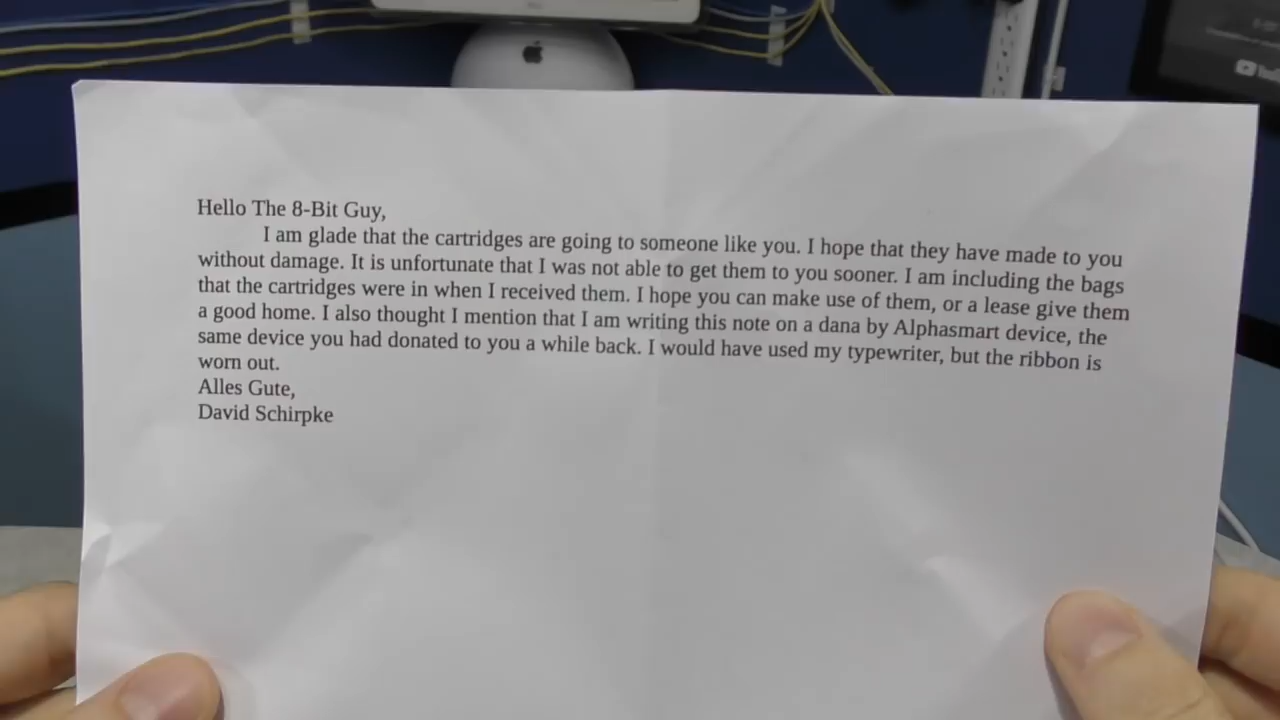 Hello The 8-Bit Guy,
I am glade that the cartridges are going to someone like you. I hope that they have made to you
without damage. It is unfortunate that I was not able to get them to you sooner. I am including the bags
that the cartridges were in when I received them. I hope you can make use of them, or a lease give them
a good home. I also thought I mention that I am writing this note on a dana by Alphasmart device, the
same device you had donated to you a while back. I would have used my typewriter, but the ribbon is
worn out.
Alles Gute,
David Schirpke